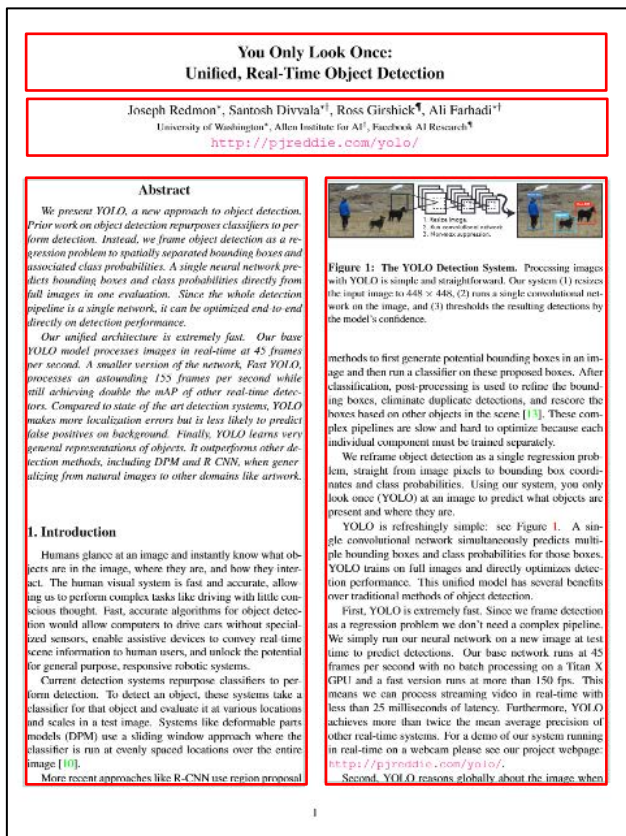 You Only Look Once:
Unified, Real-Time Object Detection
Joseph Redmon*, Santosh Divvala*†, Ross Girshick¶, Ali Farhadi*†
University of Washington*, Allen Institute for AI†, Facebook AI Research¶
http://pjreddie.com/yolo/
Abstract
We present YOLO, a new approach to object detection.
Prior work on object detection repurposes classifiers to per-
form detection. Instead, we frame object detection as a re-
gression problem to spatially separated bounding boxes and
associated class probabilities. A single neural network pre-
dicts bounding boxes and class probabilities directly from
full images in one evaluation. Since the whole detection
pipeline is a single network, it can be optimized end-to-end
directly on detection performance.
Our unified architecture is extremely fast. Our base
YOLO model processes images in real-time at 45 frames
per second. A smaller version of the network, Fast YOLO,
processes an astounding 155 frames per second while
still achieving double the mAP of other real-time detec-
tors. Compared to state of the art detection systems, YOLO
makes more localization errors but is less likely to predict
false positives on background. Finally, YOLO learns very
general representations of objects. It outperforms other de-
tection methods, including DPM and R CNN, when gener-
alizing from natural images to other domains like artwork.
1. Introduction
Humans glance at an image and instantly know what ob-
jects are in the image, where they are, and how they inter-
act. The human visual system is fast and accurate, allow-
ing us to perform complex tasks like driving with little con-
scious thought. Fast, accurate algorithms for object detec-
tion would allow computers to drive cars without special-
ized sensors, enable assistive devices to convey real-time
scene information to human users, and unlock the potential
for general purpose, responsive robotic systems.
Current detection systems repurpose classifiers to per-
form detection. To detect an object, these systems take a
classifier for that object and evaluate it at various locations
and scales in a test image. Systems like deformable parts
models (DPM) use a sliding window approach where the
classifier is run at evenly spaced locations over the entire
image [10].
More recent approaches like R-CNN use region proposal
1. Resize image.
2. Run convolutional network.
3. Non-max suppression.
Figure 1: The YOLO Detection System. Processing images
with YOLO is simple and straightforward. Our system (1) resizes
the input image to 448 × 448, (2) runs a single convolutional net-
work on the image, and (3) thresholds the resulting detections by
the model's confidence.
methods to first generate potential bounding boxes in an im-
age and then run a classifier on these proposed boxes. After
classification, post-processing is used to refine the bound-
ing boxes, eliminate duplicate detections, and rescore the
boxes based on other objects in the scene [13]. These com-
plex pipelines are slow and hard to optimize because each
individual component must be trained separately.
We reframe object detection as a single regression prob-
lem, straight from image pixels to bounding box coordi-
nates and class probabilities. Using our system, you only
look once (YOLO) at an image to predict what objects are
present and where they are.
YOLO is refreshingly simple: see Figure 1. A sin-
gle convolutional network simultaneously predicts multi-
ple bounding boxes and class probabilities for those boxes.
YOLO trains on full images and directly optimizes detec-
tion performance. This unified model has several benefits
over traditional methods of object detection.
First, YOLO is extremely fast. Since we frame detection
as a regression problem we don't need a complex pipeline.
We simply run our neural network on a new image at test
time to predict detections. Our base network runs at 45
frames per second with no batch processing on a Titan X
GPU and a fast version runs at more than 150 fps. This
means we can process streaming video in real-time with
less than 25 milliseconds of latency. Furthermore, YOLO
achieves more than twice the mean average precision of
other real-time systems. For a demo of our system running
in real-time on a webcam please see our project webpage:
http://pjreddie.com/yolo/.
Second, YOLO reasons globally about the image when
1